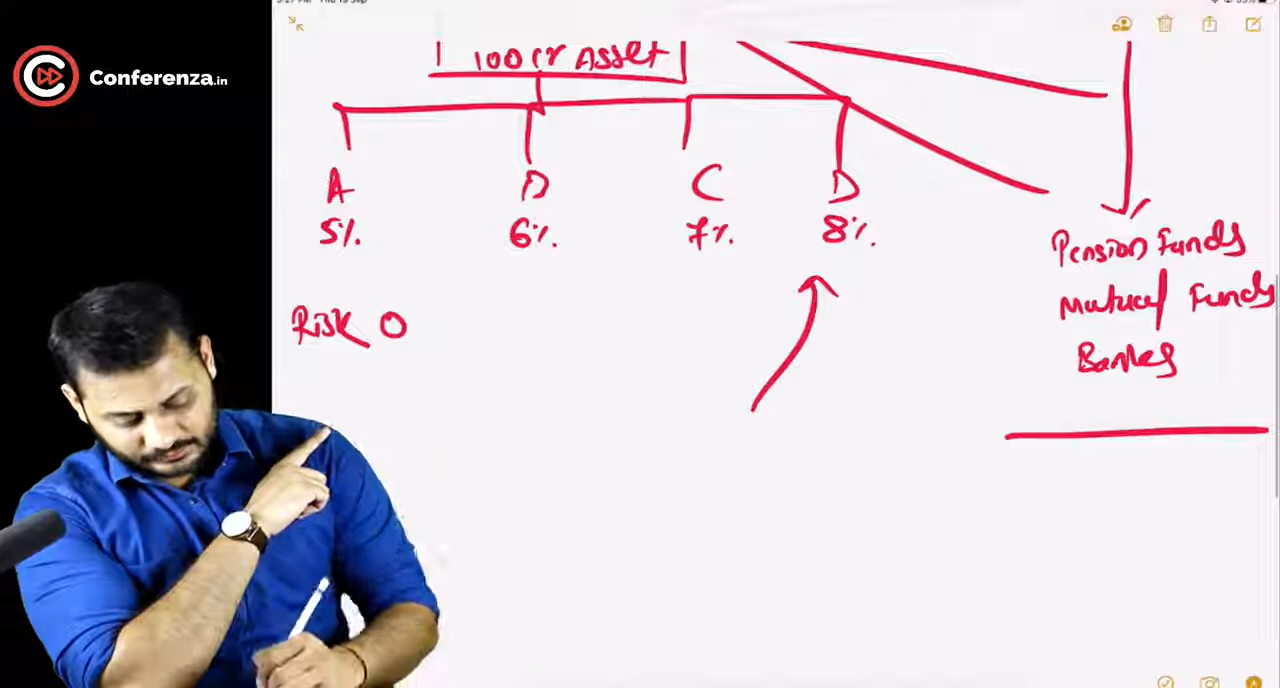 Conferenza.in
100 cr Asset
A B C D
5% 6% 7% 8%
Pension Funds
Mutual Funds
Banks
Risk 0